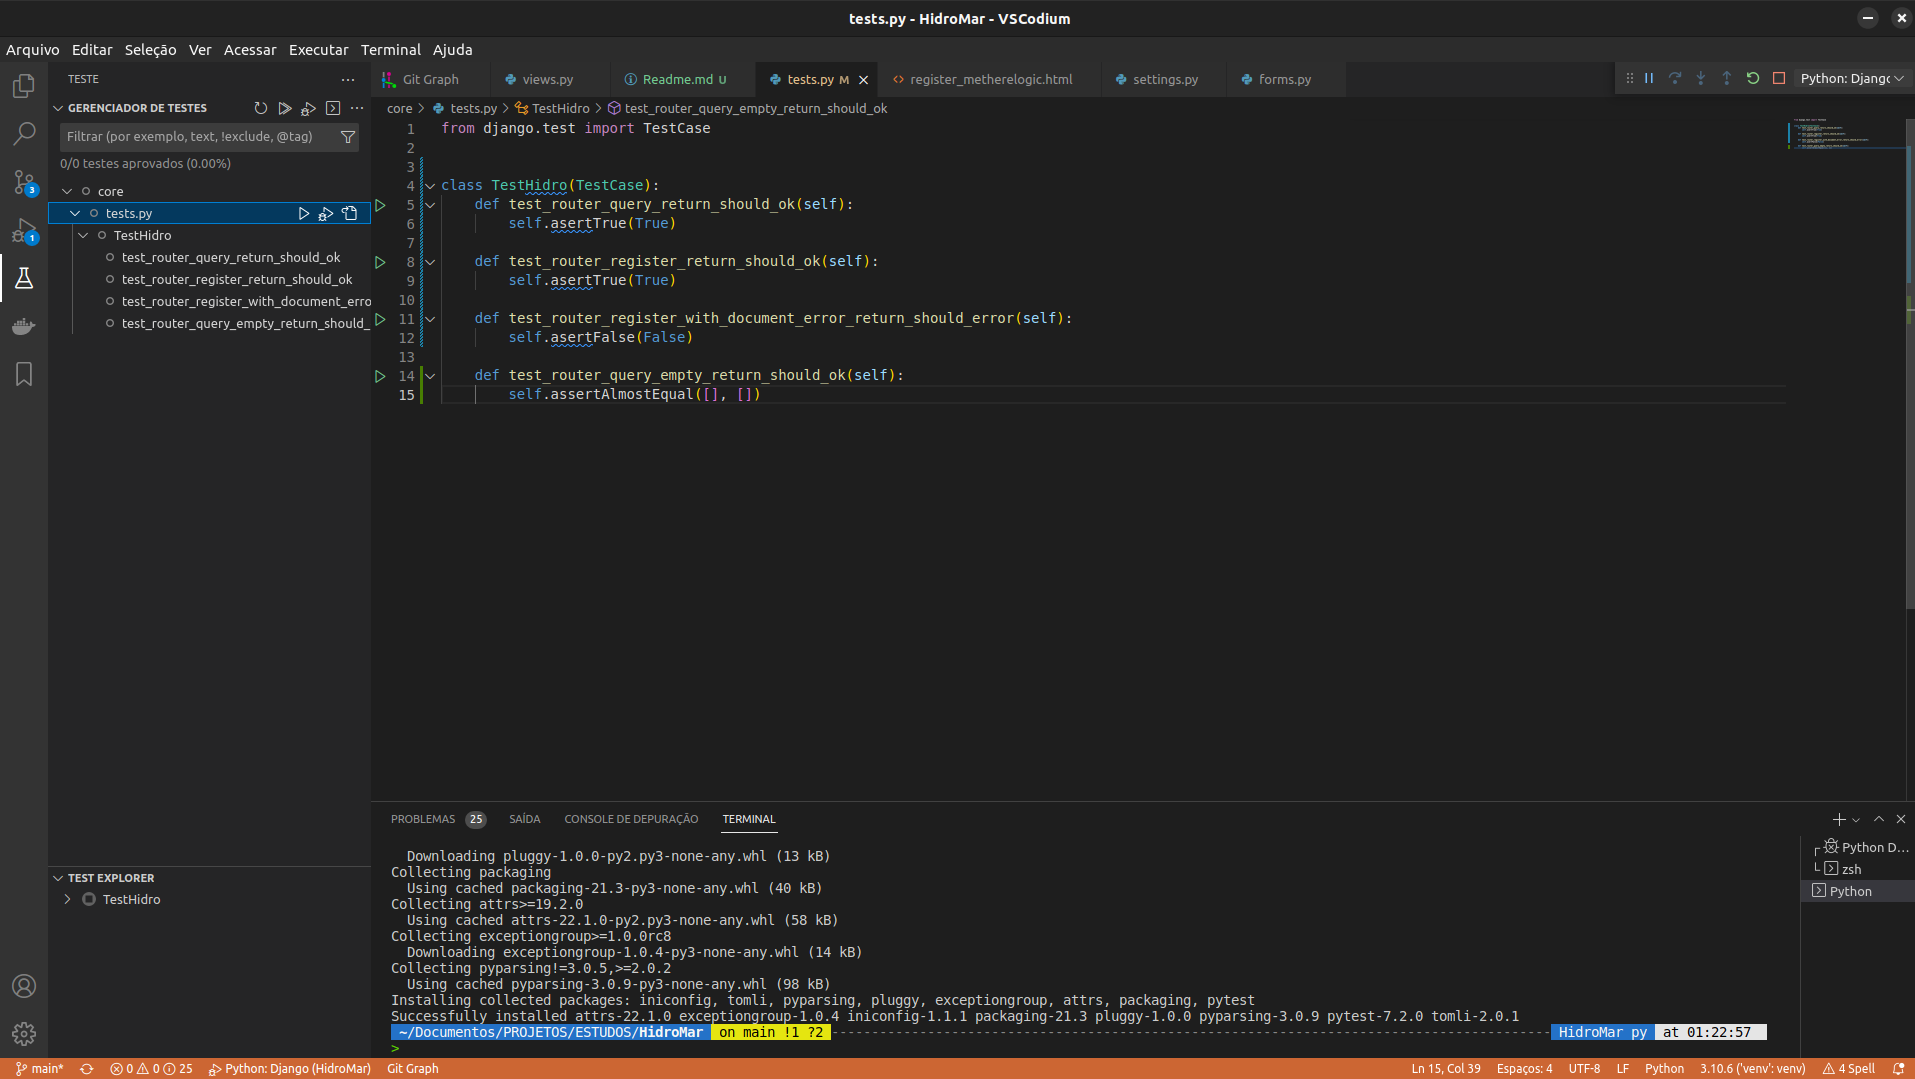 tests.py - HidroMar - VSCodium
Arquivo Editar Seleção Ver Acessar Executar Terminal Ajuda
TESTE
GERENCIADOR DE TESTES
Filtrar (por exemplo, text, !exclude, @tag)
0/0 testes aprovados (0.00%)
core
tests.py
TestHidro
test_router_query_return_should_ok
test_router_register_return_should_ok
test_router_register_with_document_erro
test_router_query_empty_return_should_
TEST EXPLORER
TestHidro
3
1
Git Graph views.py Readme.md U tests.py M register_metherelogic.html settings.py forms.py Python: Django
core > tests.py > TestHidro > test_router_query_empty_return_should_ok
1 from django.test import TestCase
2
3
4 class TestHidro(TestCase):
5 def test_router_query_return_should_ok(self):
6 self.asertTrue(True)
7
8 def test_router_register_return_should_ok(self):
9 self.asertTrue(True)
10
11 def test_router_register_with_document_error_return_should_error(self):
12 self.asertFalse(False)
13
14 def test_router_query_empty_return_should_ok(self):
15 self.assertAlmostEqual([], [])
PROBLEMAS 25 SAÍDA CONSOLE DE DEPURAÇÃO TERMINAL
Downloading pluggy-1.0.0-py2.py3-none-any.whl (13 kB)
Collecting packaging
Using cached packaging-21.3-py3-none-any.whl (40 kB)
Collecting attrs>=19.2.0
Using cached attrs-22.1.0-py2.py3-none-any.whl (58 kB)
Collecting exceptiongroup>=1.0.0rc8
Downloading exceptiongroup-1.0.4-py3-none-any.whl (14 kB)
Collecting pyparsing!=3.0.5,>=2.0.2
Using cached pyparsing-3.0.9-py3-none-any.whl (98 kB)
Installing collected packages: iniconfig, tomli, pyparsing, pluggy, exceptiongroup, attrs, packaging, pytest
Successfully installed attrs-22.1.0 exceptiongroup-1.0.4 iniconfig-1.1.1 packaging-21.3 pluggy-1.0.0 pyparsing-3.0.9 pytest-7.2.0 tomli-2.0.1
~/Documentos/PROJETOS/ESTUDOS/HidroMar on main !1 ?2 HidroMar py at 01:22:57
>
Python D...
zsh
Python
main* 0 0 25 Python: Django (HidroMar) Git Graph Ln 15, Col 39 Espaços: 4 UTF-8 LF Python 3.10.6 ('venv': venv) 4 Spell